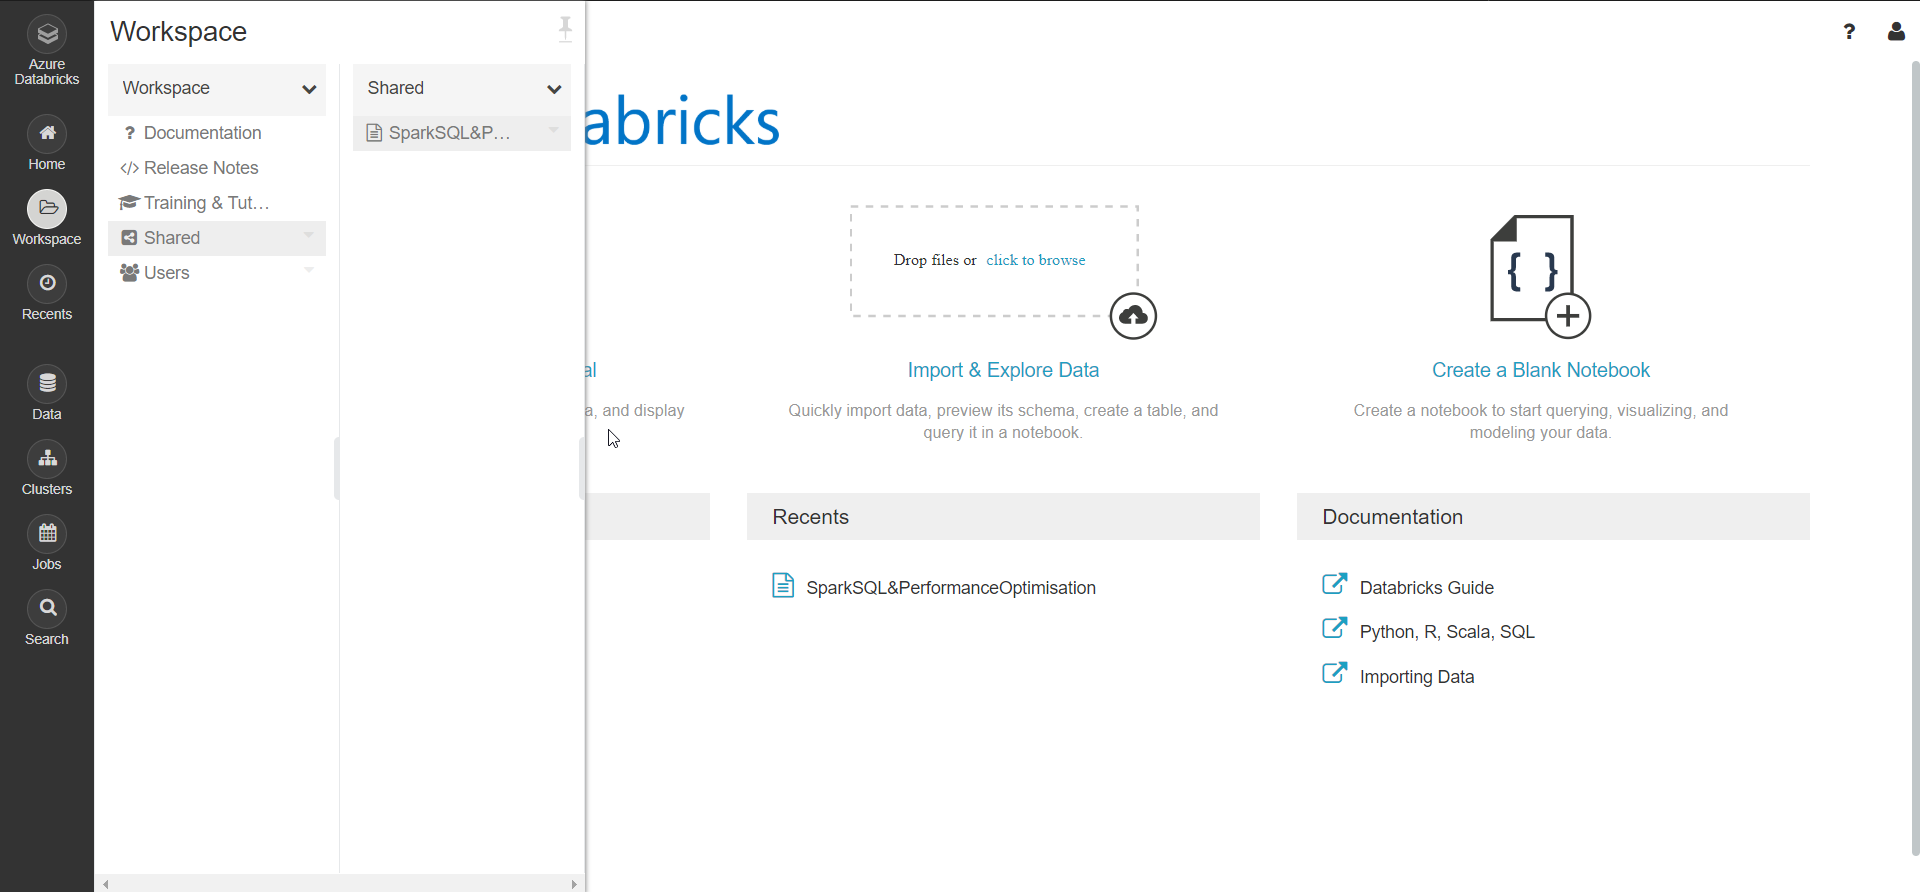 Azure
Databricks
Home
Workspace
Recents
Data
Clusters
Jobs
Search
Workspace
Workspace
? Documentation
</> Release Notes
Training & Tut...
Shared
Users
Shared
SparkSQL&P...
?
abricks
al
a, and display
Drop files or click to browse
Import & Explore Data
Quickly import data, preview its schema, create a table, and
query it in a notebook.
{ }
Create a Blank Notebook
Create a notebook to start querying, visualizing, and
modeling your data.
Recents
SparkSQL&PerformanceOptimisation
Documentation
Databricks Guide
Python, R, Scala, SQL
Importing Data